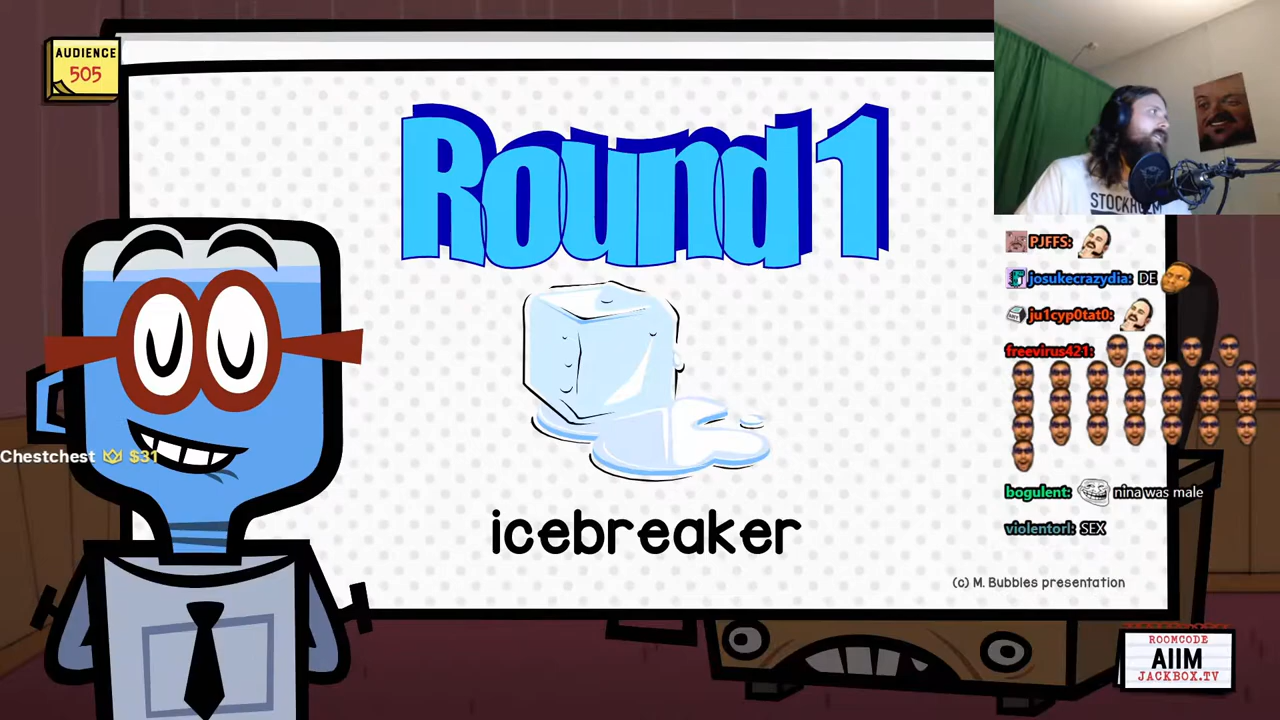 AUDIENCE
505
Round 1
icebreaker
(c) M. Bubbles presentation
Chestchest $31
STOCKHOLM
PJFFS:
josukecrazydia: DE
ju1cyp0tat0:
freevirus421:
bogulent: nina was male
violentorl: SEX
ROOMCODE
AIIM
JACKBOX.TV